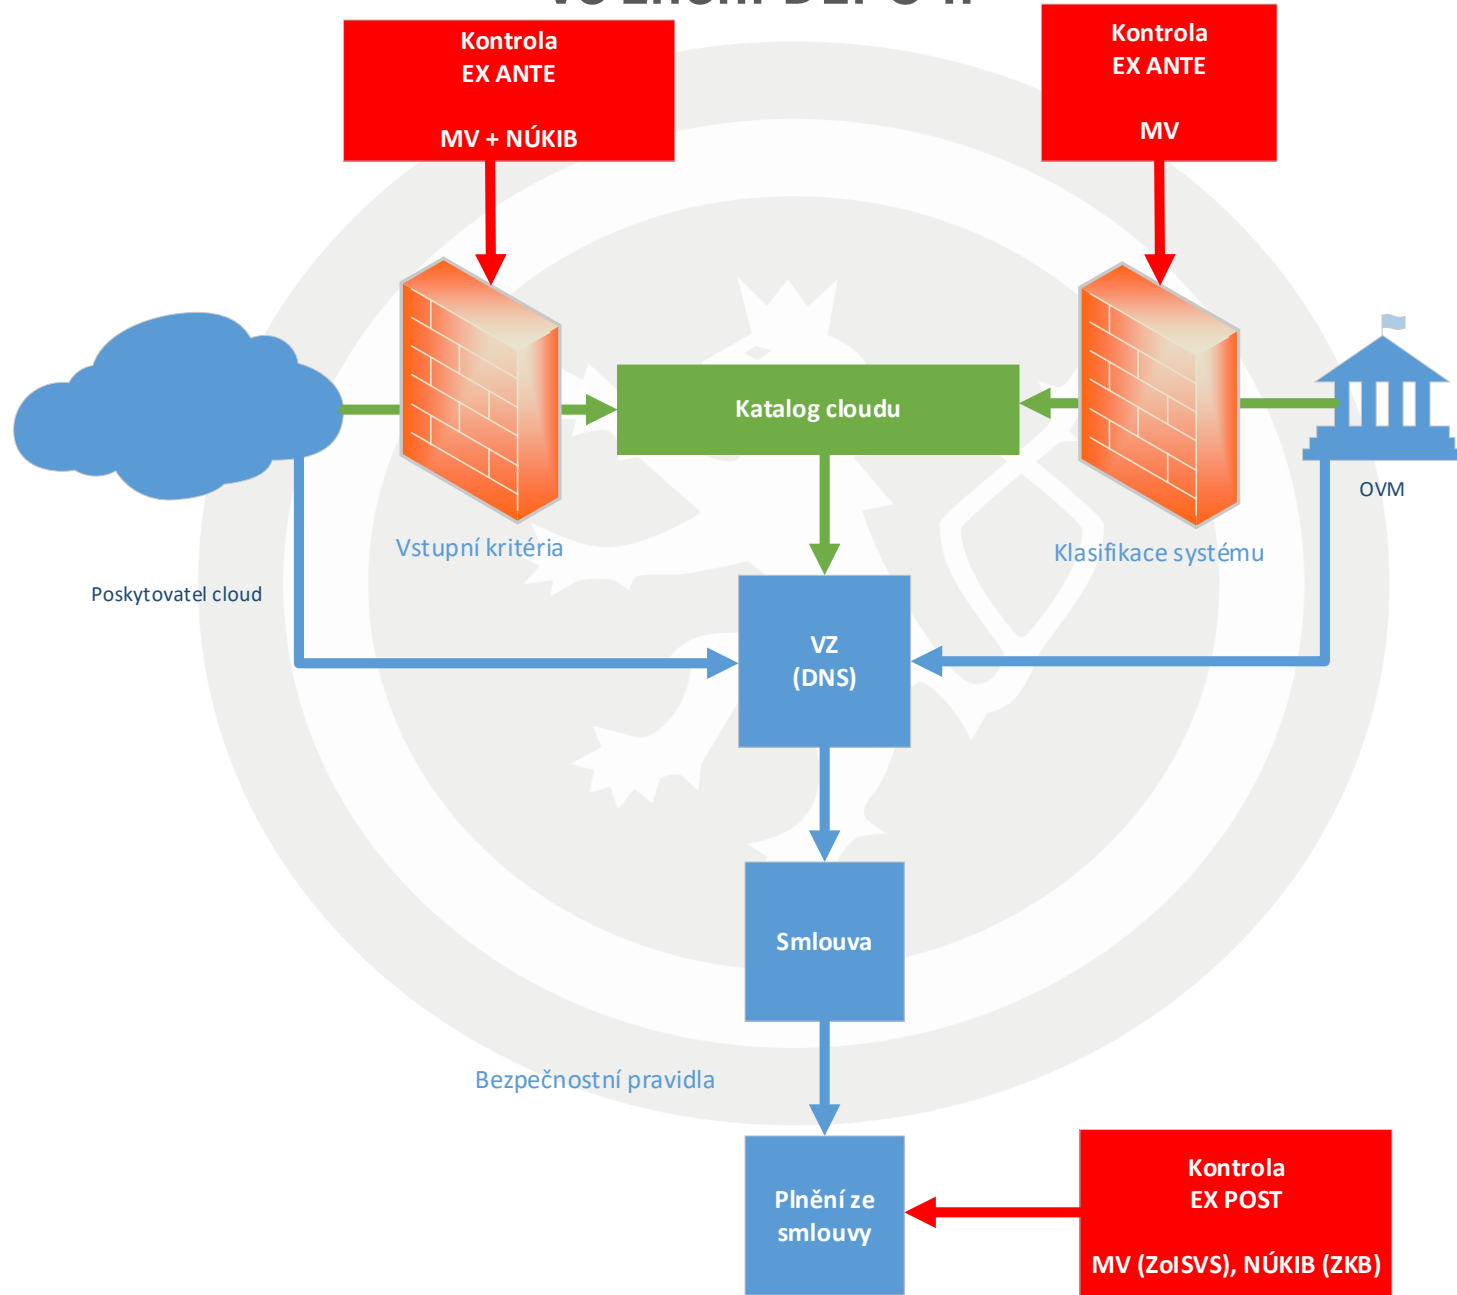 Kontrola
EX ANTE
MV + NÚKIB
Kontrola
EX ANTE
MV
Katalog cloudu
OVM
Vstupní kritéria
Klasifikace systému
Poskytovatel cloud
VZ
(DNS)
Smlouva
Bezpečnostní pravidla
Plnění ze
smlouvy
Kontrola
EX POST
MV (ZoISVS), NÚKIB (ZKB)